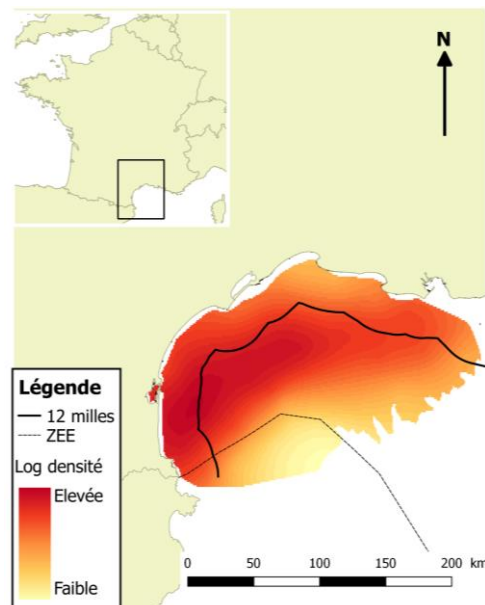 N
Légende
12 milles
ZEE
Log densité
Elevée
Faible
0 50 100 150 200 km